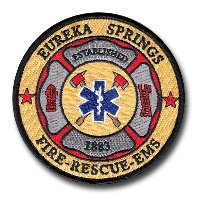 EUREKA SPRINGS
ESTABLISHED
1883
FIRE-RESCUE-EMS